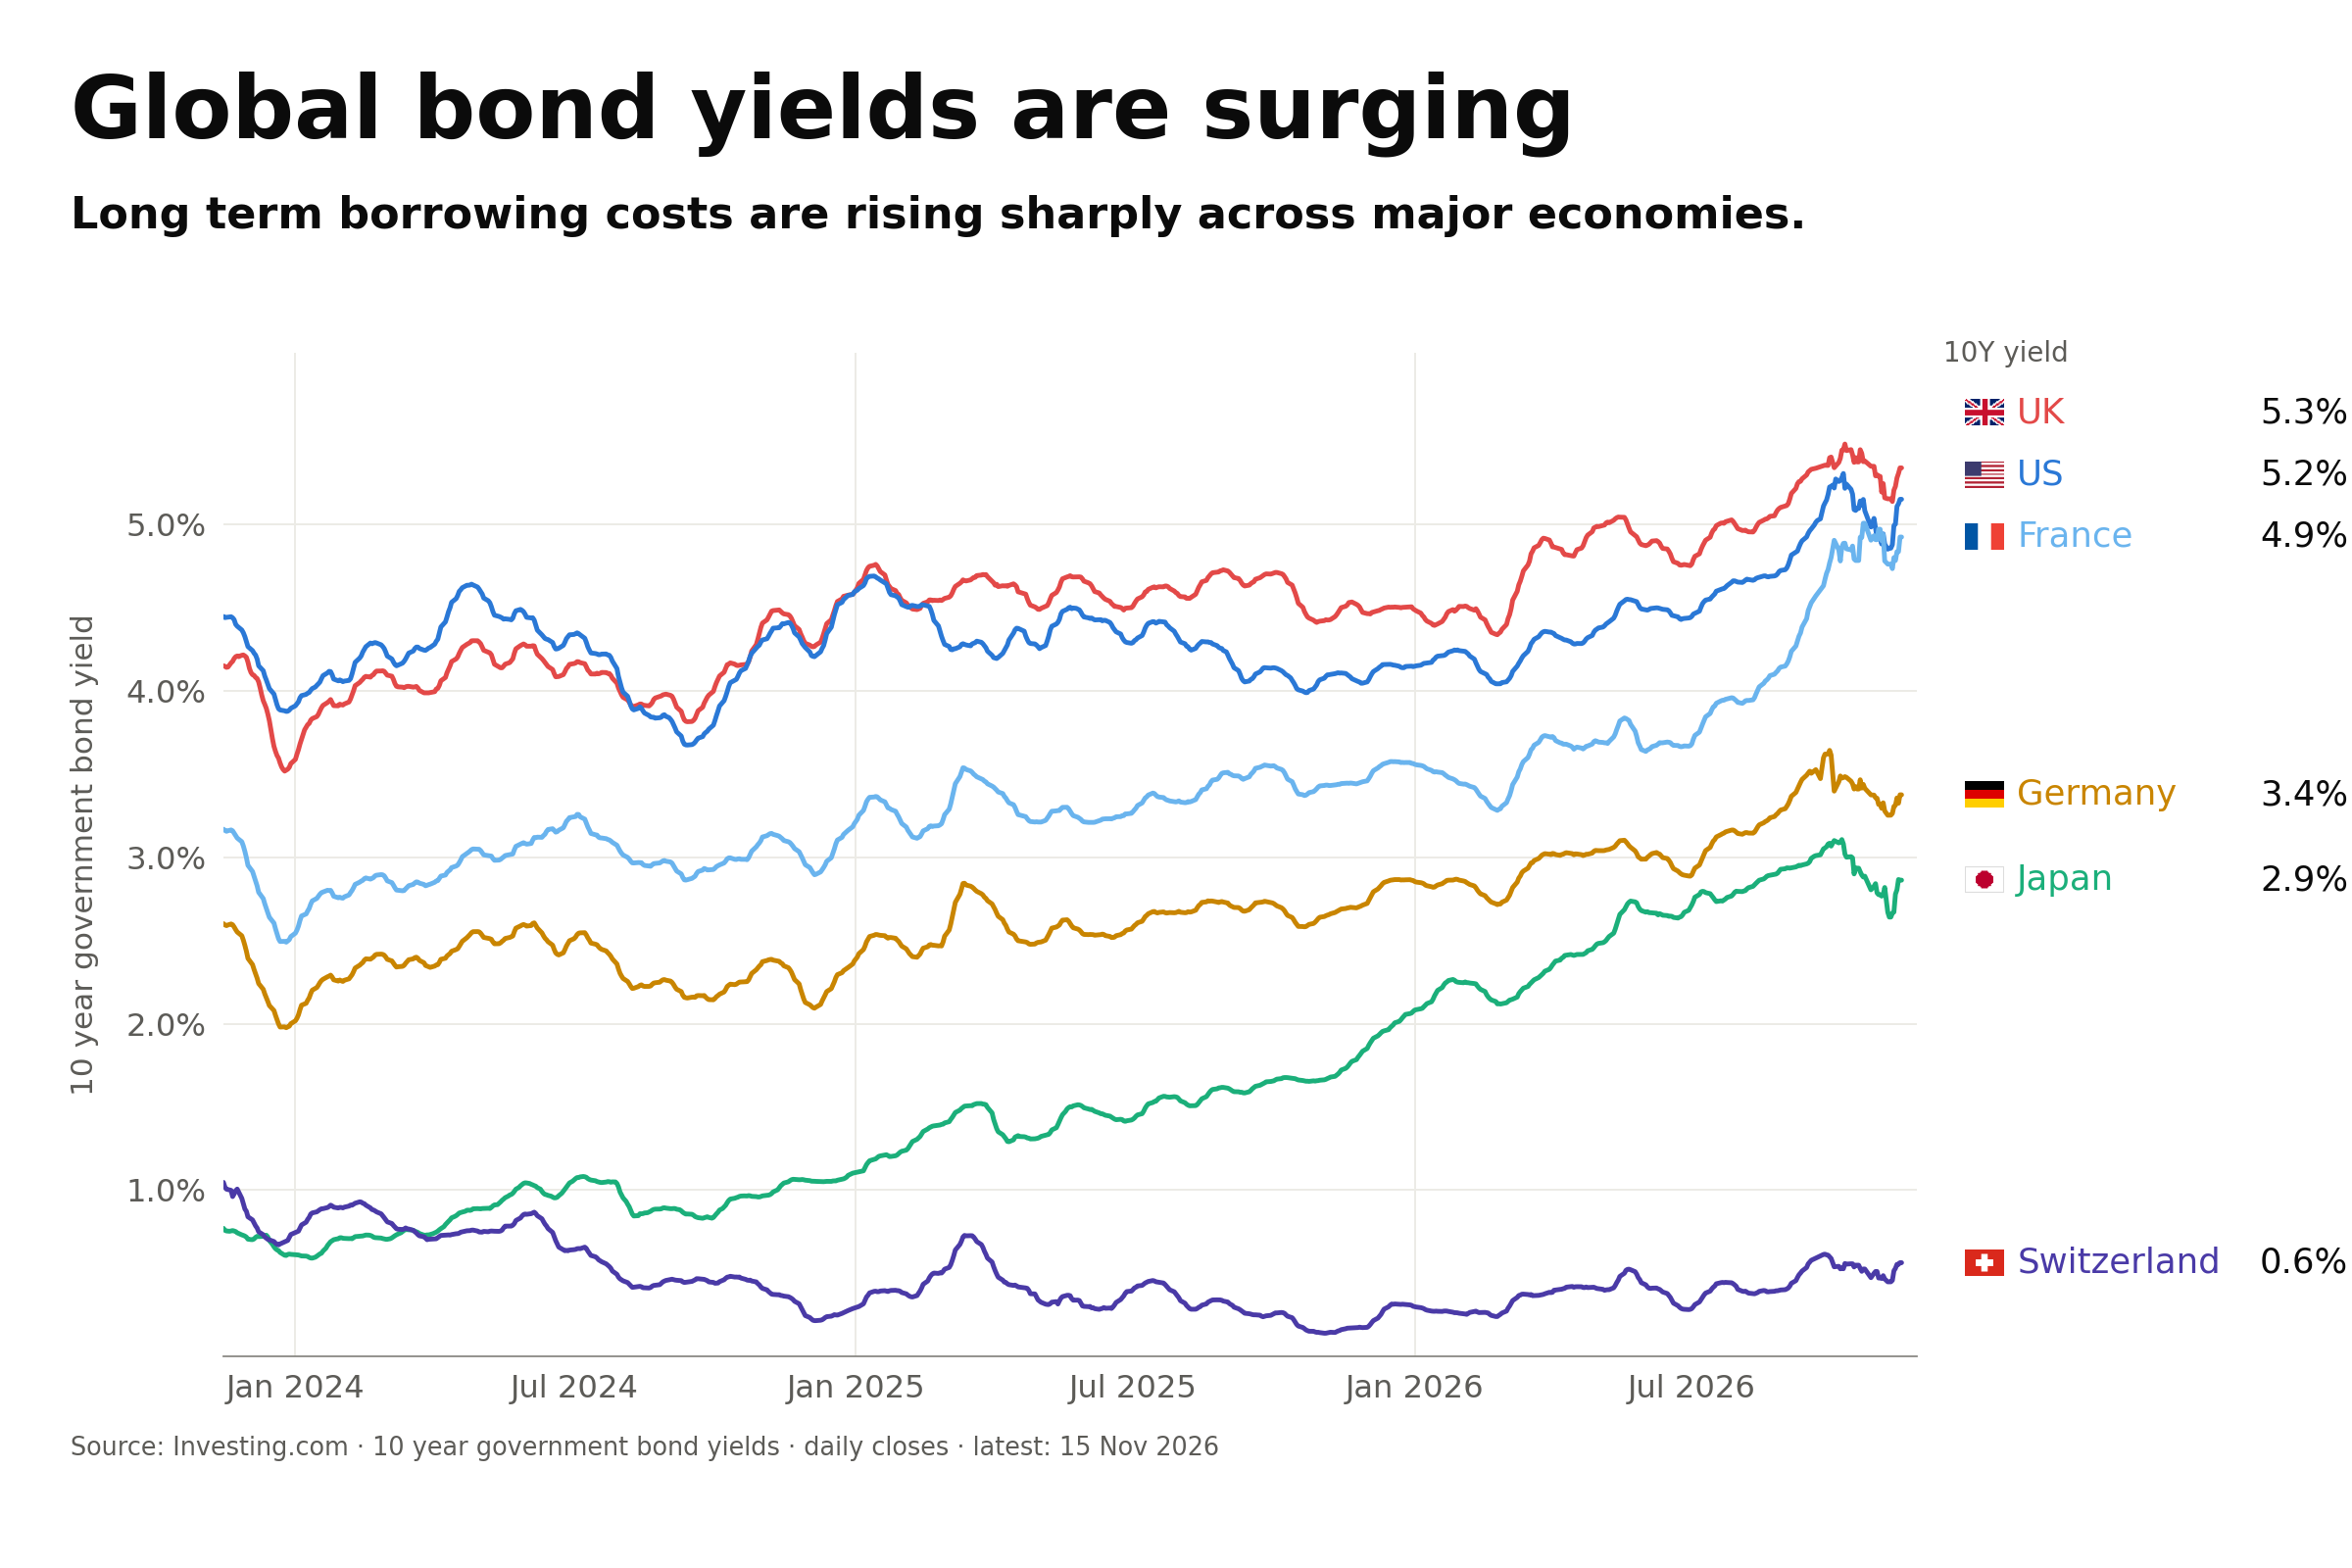 Global bond yields are surging
Long term borrowing costs are rising sharply across major economies.
10Y yield
UK 5.3%
US 5.2%
France 4.9%
Germany 3.4%
Japan 2.9%
Switzerland 0.6%
10 year government bond yield
5.0%
4.0%
3.0%
2.0%
1.0%
Jan 2024 Jul 2024 Jan 2025 Jul 2025 Jan 2026 Jul 2026
Source: Investing.com · 10 year government bond yields · daily closes · latest: 15 Nov 2026